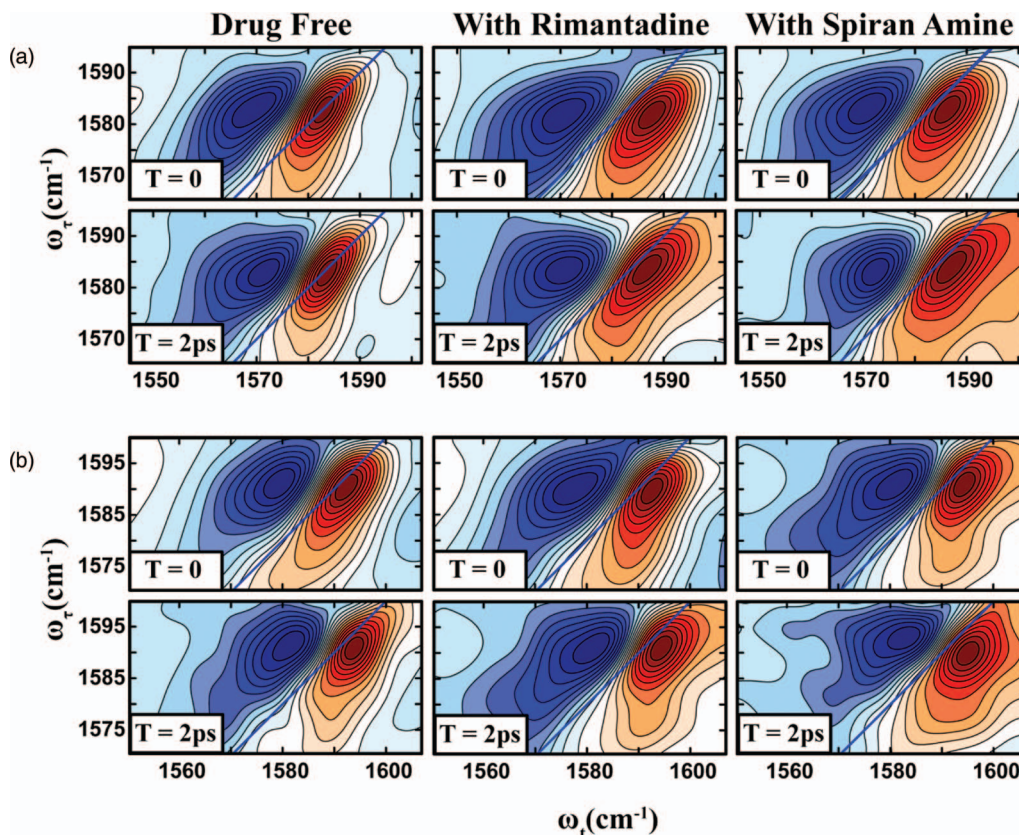 Drug Free With Rimantadine With Spiran Amine
(a)
1590
1580
1570
T = 0 T = 0 T = 0
ωτ(cm-1)
1590
1580
1570
T = 2ps T = 2ps T = 2ps
1550 1570 1590 1550 1570 1590 1550 1570 1590
(b)
1595
1585
1575
T = 0 T = 0 T = 0
ωτ(cm-1)
1595
1585
1575
T = 2ps T = 2ps T = 2ps
1560 1580 1600 1560 1580 1600 1560 1580 1600
ωt(cm-1)